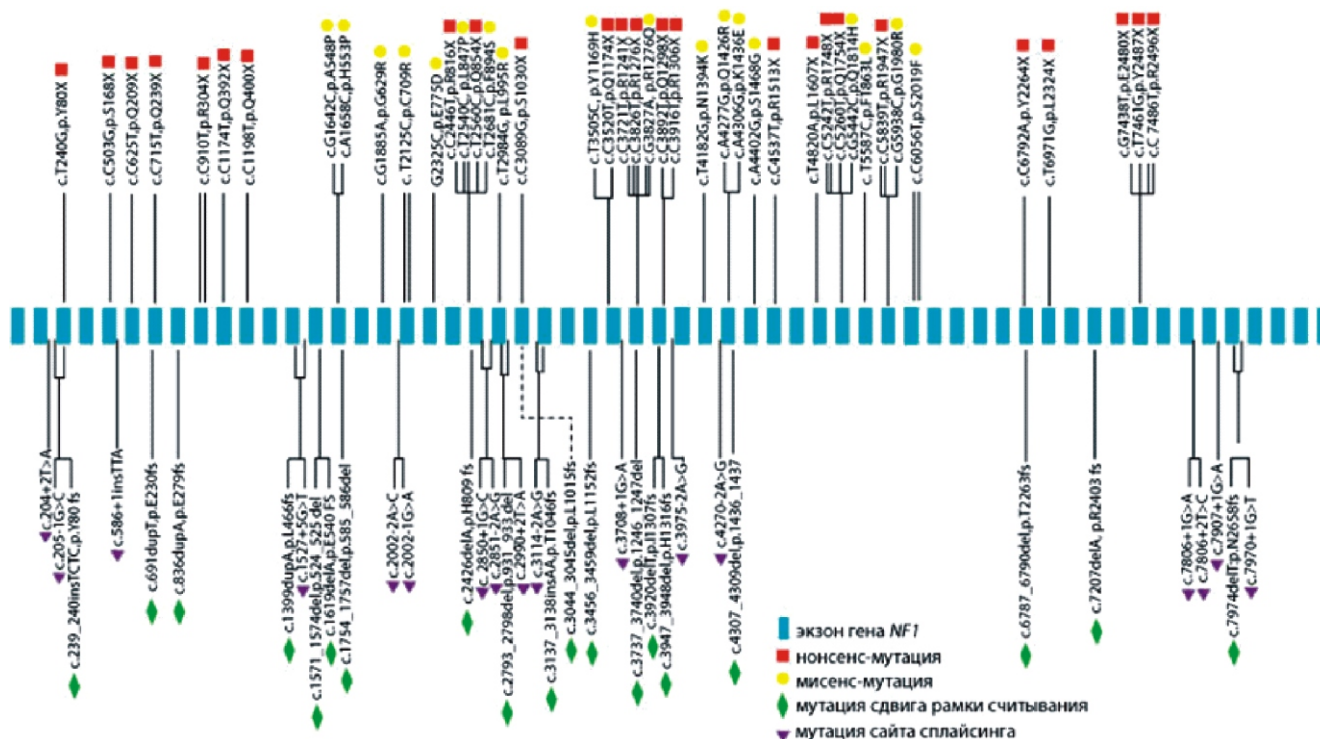 c.T240G,p.Y80X
c.C503G,p.S168X
c.C625T,p.Q209X
c.C715T,p.Q239X
c.C910T,p.R304X
c.C1174T,p.Q392X
c.C1198T,p.Q400X
c.G1642C,p.A548P
c.A1658C,p.H553P
c.G1885A,p.G629R
c.T2125C,p.C709R
G2325C,p.E775D
c.C2446T,p.R816X
c.T2540C, p.L847P
c.T2560C,p.Q854X
c.T2681C,p.F894S
c.T2984G, p.L995R
c.C3089G,p.S1030X
c.T3505C, p.Y1169H
c.C3520T,p.Q1174X
c.C3721T,p.R1241X
c.C3826T,p.R1276X
c.G3827A, p.R1276Q
c.C3892T,p.Q1298X
c.C3916T,p.R1306X
c.T4182G,p.N1394K
c.A4277G,p.Q1426R
c.A4306G,p.K1436E
c.A4402G,p.S1468G
c.C4537T,p.R1513X
c.T4820A,p.L1607X
c.C5242T,p.R1748X
c.C5260T,p.Q1754X
c.G5442C,p.Q1814H
c.T5587C,p.F1863L
c.C5839T,p.R1947X
c.G5938C,p.G1980R
c.C6056T,p.S2019F
c.C6792A,p.Y2264X
c.T6971G,p.L2324X
c.G7438T,p.E2480X
c.T7461G,p.Y2487X
c.C 7486T,p.R2496X
c.204+2T>A
c.205-1G>C
c.239_240insTCTC,p.Y80 fs
c.586+1insTTA
c.691dupT,p.E230fs
c.836dupA,p.E279fs
c.1399dupA,p.L466fs
c.1527+5G>T
c.1571_1574del,p.524_525 del
c.1619delA,p.E540 FS
c.1754_1757del,p.585_586del
c.2002-2A>C
c.2002-1G>A
c.2426delA,p.H809 fs
c.2850+1G>C
c.2851-2A>G
c.2793_2798del,p.931_933 del
c.2990+2T>A
c.3114-2A>G
c.3137_3138insAA,p.T1046fs
c.3044_3045del,p.L1015fs
c.3456_3459del,p.L1152fs
c.3708+1G>A
c.3737_3740del,p.1246_1247del
c.3920delT,p.I1307fs
c.3947_3948del,p.H1316fs
c.3975-2A>G
c.4270-2A>G
c.4307_4309del,p.1436_1437
c.6787_6790del,p.T2263fs
c.7207delA, p.R2403 fs
c.7806+1G>A
c.7806+2T>C
c.7907+1G>A
c.7974delT,p.N2658fs
c.7970+1G>T
экзон гена NF1
нонсенс-мутация
мисенс-мутация
мутация сдвига рамки считывания
мутация сайта сплайсинга